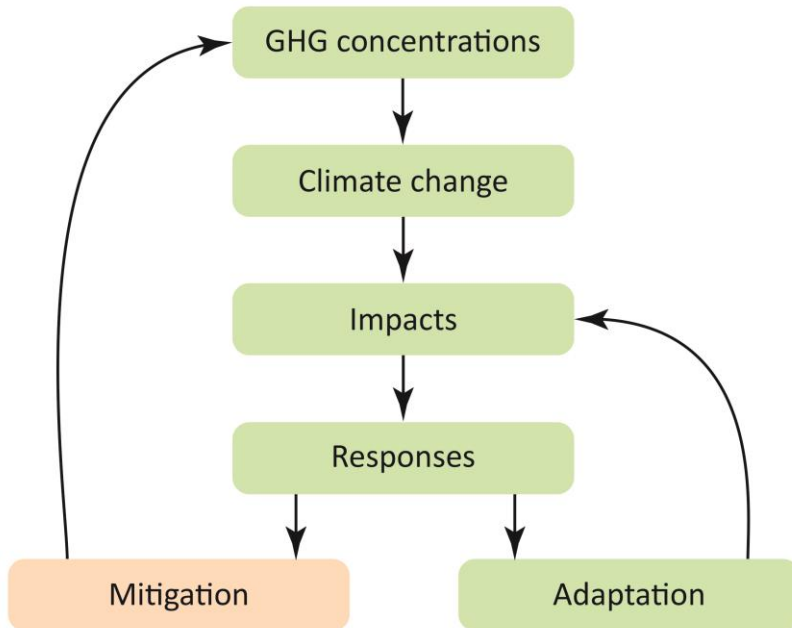 GHG concentrations
Climate change
Impacts
Responses
Mitigation
Adaptation